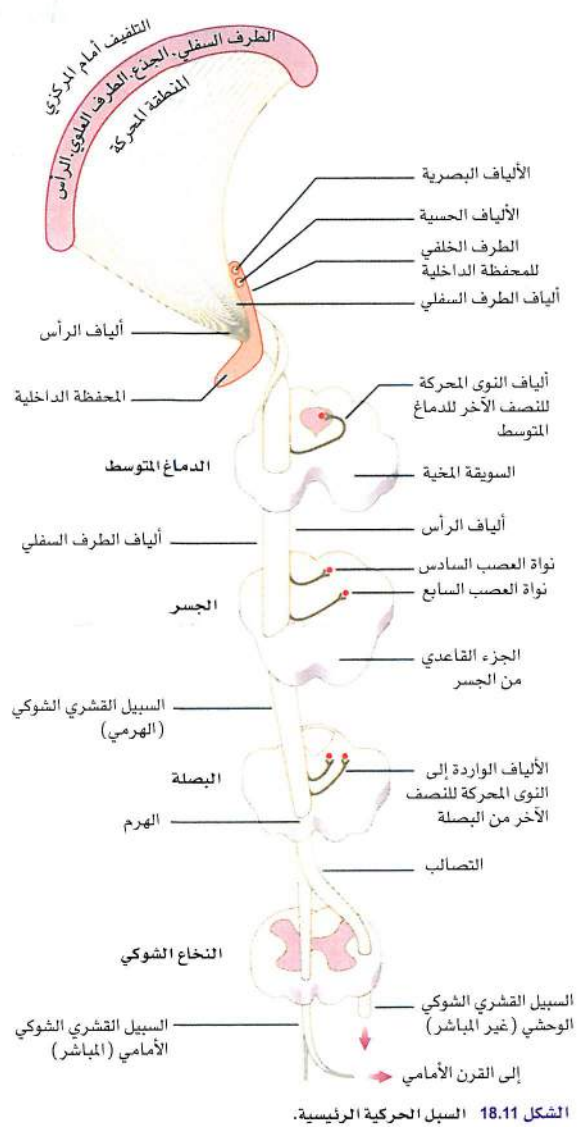 التلفيف أمام المركزي
الطرف السفلي. الجذع. الطرف العلوي. الرأس
المنطقة المحركة
الألياف البصرية
الألياف الحسية
الطرف الخلفي
للمحفظة الداخلية
ألياف الطرف السفلي
ألياف الرأس
المحفظة الداخلية
ألياف النوى المحركة
للنصف الآخر للدماغ
المتوسط
الدماغ المتوسط
السويقة المخية
ألياف الرأس
ألياف الطرف السفلي
نواة العصب السادس
نواة العصب السابع
الجسر
الجزء القاعدي
من الجسر
السبيل القشري الشوكي
(الهرمي)
الألياف الواردة إلى
النوى المحركة للنصف
الآخر من البصلة
البصلة
الهرم
التصالب
النخاع الشوكي
السبيل القشري الشوكي
الوحشي (غير المباشر)
السبيل القشري الشوكي
الأمامي (المباشر)
إلى القرن الأمامي
الشكل 18.11 السبل الحركية الرئيسية.